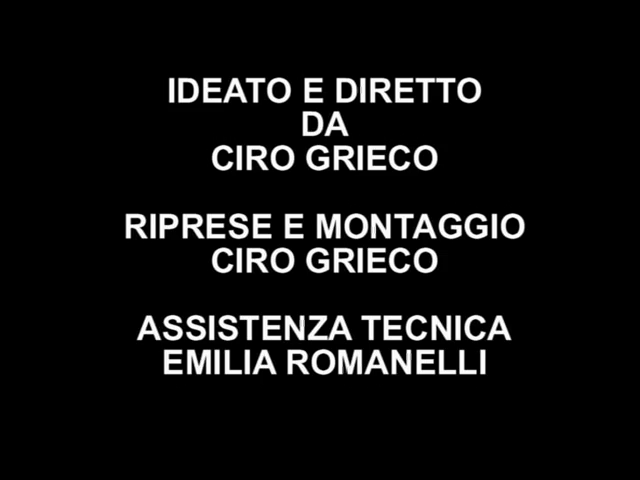 IDEATO E DIRETTO
DA
CIRO GRIECO
RIPRESE E MONTAGGIO
CIRO GRIECO
ASSISTENZA TECNICA
EMILIA ROMANELLI